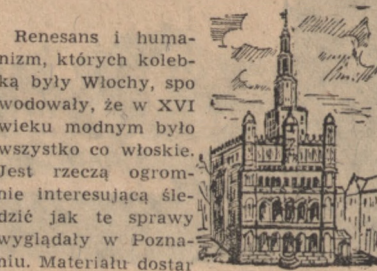 Renesans i huma-
nizm, których koleb-
ką były Włochy, spo
wodowały, że w XVI
wieku modnym było
wszystko co włoskie.
Jest rzeczą ogrom-
nie interesującą śle-
dzić jak te sprawy
wyglądały w Pozna-
niu. Materiału dostar